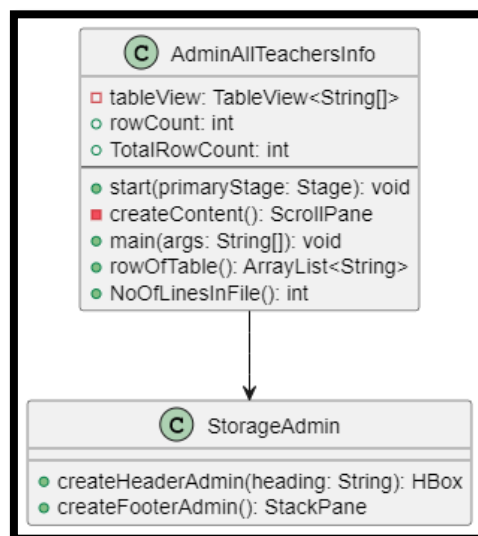 C AdminAllTeachersInfo
tableView: TableView<String[]>
rowCount: int
TotalRowCount: int
start(primaryStage: Stage): void
createContent(): ScrollPane
main(args: String[]): void
rowOfTable(): ArrayList<String>
NoOfLinesInFile(): int
C StorageAdmin
createHeaderAdmin(heading: String): HBox
createFooterAdmin(): StackPane